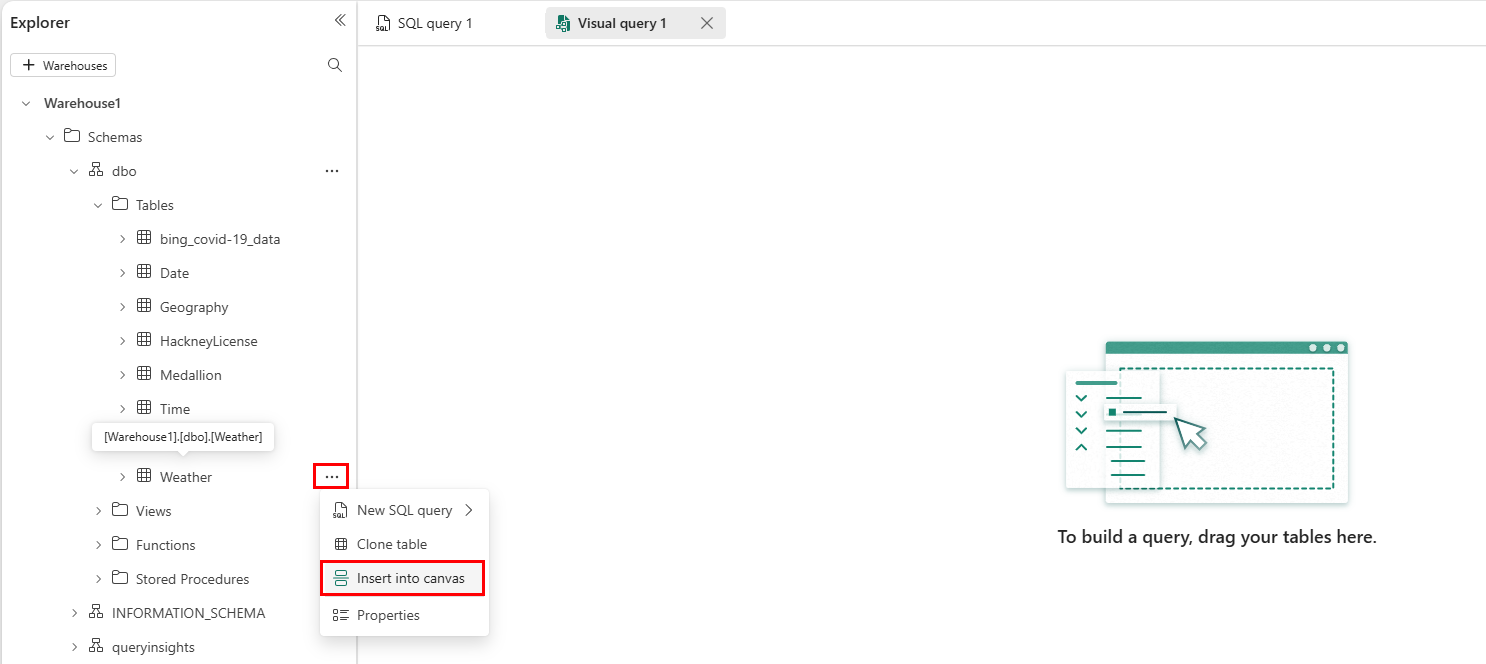 Explorer
SQL query 1
Visual query 1
Warehouses
Warehouse1
Schemas
dbo
Tables
bing_covid-19_data
Date
Geography
HackneyLicense
Medallion
Time
[Warehouse1].[dbo].[Weather]
Weather
Views
Functions
Stored Procedures
INFORMATION_SCHEMA
queryinsights
SQL New SQL query
Clone table
Insert into canvas
Properties
To build a query, drag your tables here.